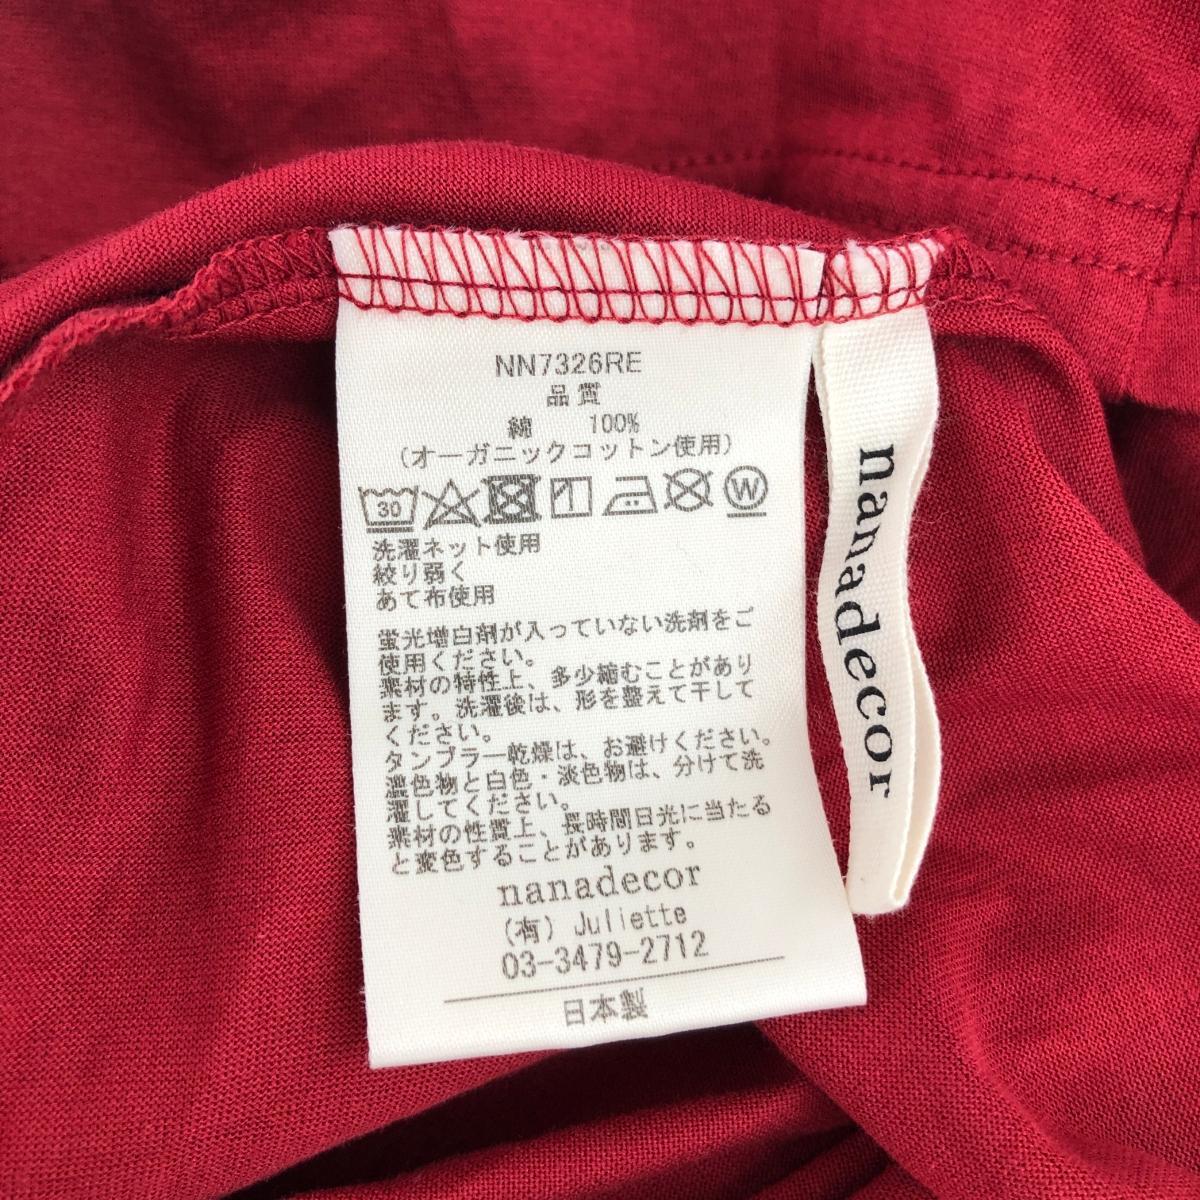 NN7326RE
品質
綿 100%
(オーガニックコットン使用)
30
W
洗濯ネット使用
絞り弱く
あて布使用
蛍光増白剤が入っていない洗剤をご
使用ください。
素材の特性上、多少縮むことがあり
ます。洗濯後は、形を整えて干して
ください。
タンブラー乾燥は、お避けください。
濃色物と白色・淡色物は、分けて洗
濯してください。
素材の性質上、長時間日光に当たる
と変色することがあります。
nanadecor
(有) Juliette
03-3479-2712
日本製
nanadecor